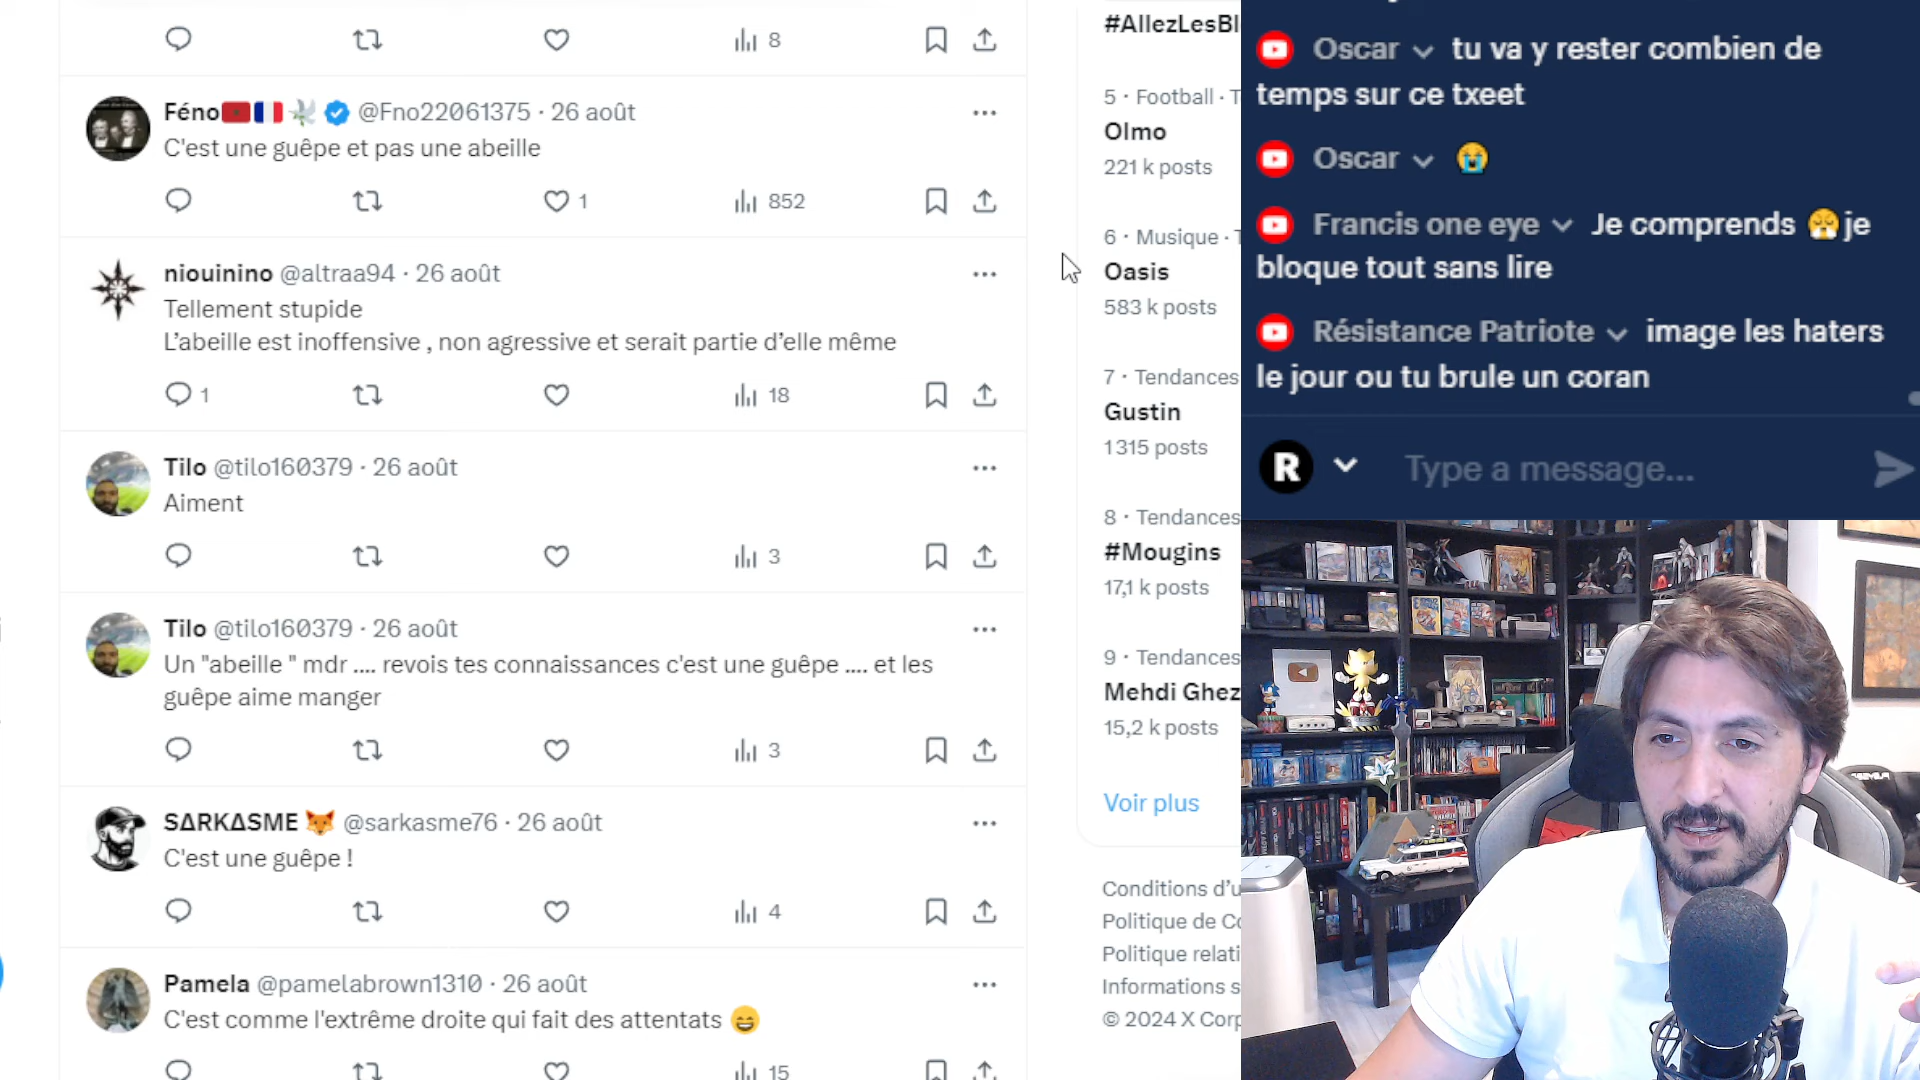 8
Féno @Fno22061375 · 26 août
C'est une guêpe et pas une abeille
1
852
niouinino @altraa94 · 26 août
Tellement stupide
L'abeille est inoffensive , non agressive et serait partie d'elle même
1
18
Tilo @tilo160379 · 26 août
Aiment
3
Tilo @tilo160379 · 26 août
Un "abeille " mdr .... revois tes connaissances c'est une guêpe .... et les
guêpe aime manger
3
SΔRKΔSME @sarkasme76 · 26 août
C'est une guêpe !
4
Pamela @pamelabrown1310 · 26 août
C'est comme l'extrême droite qui fait des attentats 😄
15
#AllezLesBl
5 · Football · T
Olmo
221 k posts
6 · Musique · T
Oasis
583 k posts
7 · Tendances
Gustin
1 315 posts
8 · Tendances
#Mougins
17,1 k posts
9 · Tendances
Mehdi Ghez
15,2 k posts
Voir plus
Conditions d'u
Politique de Co
Politique relati
Informations s
© 2024 X Corp
Oscar tu va y rester combien de
temps sur ce txeet
Oscar 😭
Francis one eye Je comprends 😤 je
bloque tout sans lire
Résistance Patriote image les haters
le jour ou tu brule un coran
R
Type a message...